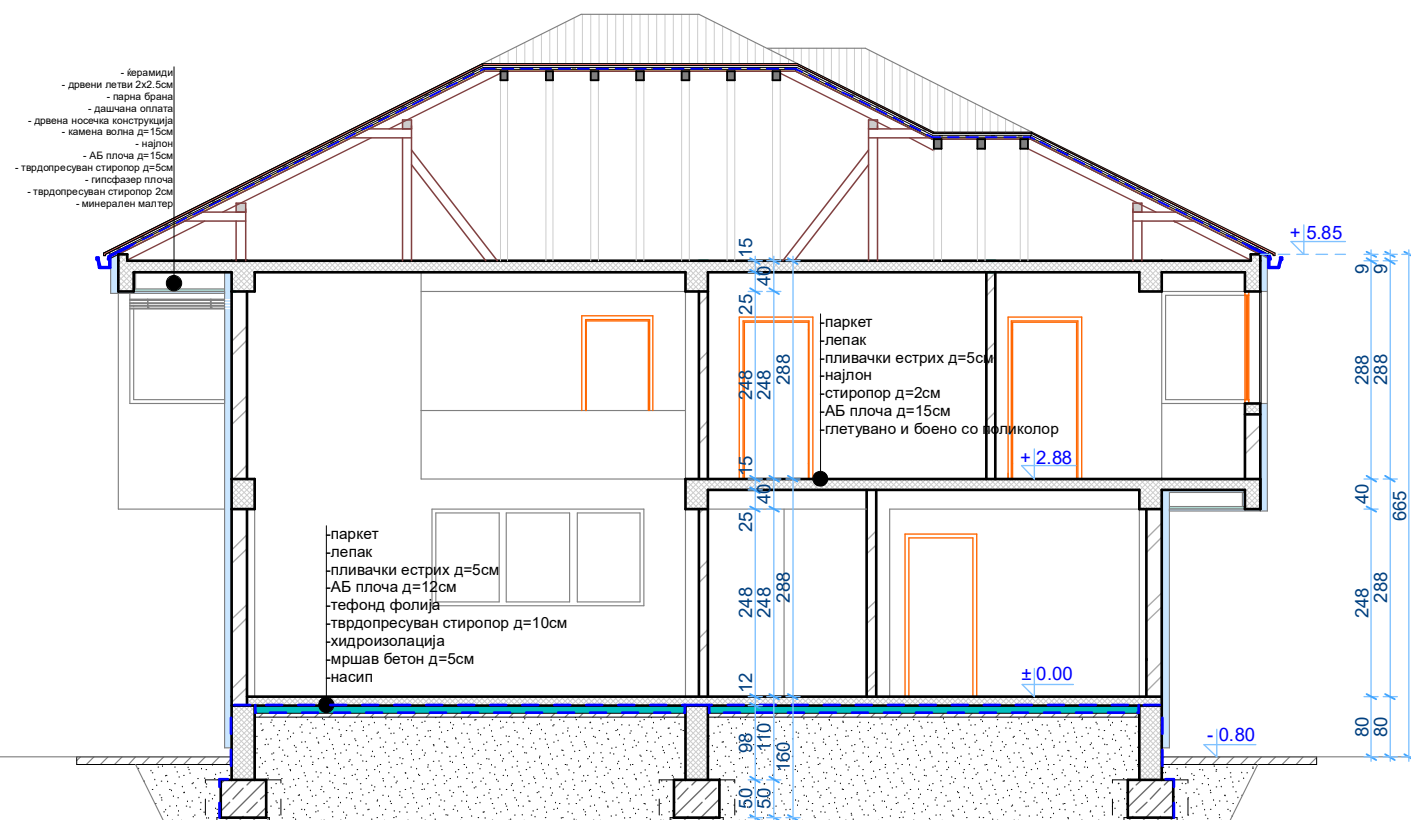 - ќерамиди
- дрвени летви 2x2.5см
- парна брана
- дашчана оплата
- дрвена носечка конструкција
- камена волна д=15см
- најлон
- АБ плоча д=15см
- тврдопресуван стиропор д=5см
- гипсфазер плоча
- тврдопресуван стиропор 2см
- минерален малтер
+5.85
15
40
9 9
25
-паркет
-лепак
-пливачки естрих д=5см
-најлон
-стиропор д=2см
-АБ плоча д=15см
-глетувано и боено со поликолор
248 248 288
288 288
+2.88
15
40
40
665
25
-паркет
-лепак
-пливачки естрих д=5см
-АБ плоча д=12см
-тефонд фолија
-тврдопресуван стиропор д=10см
-хидроизолација
-мршав бетон д=5см
-насип
248 248 288
248 288
±0.00
12
98 110 160
80 80
-0.80
50 50